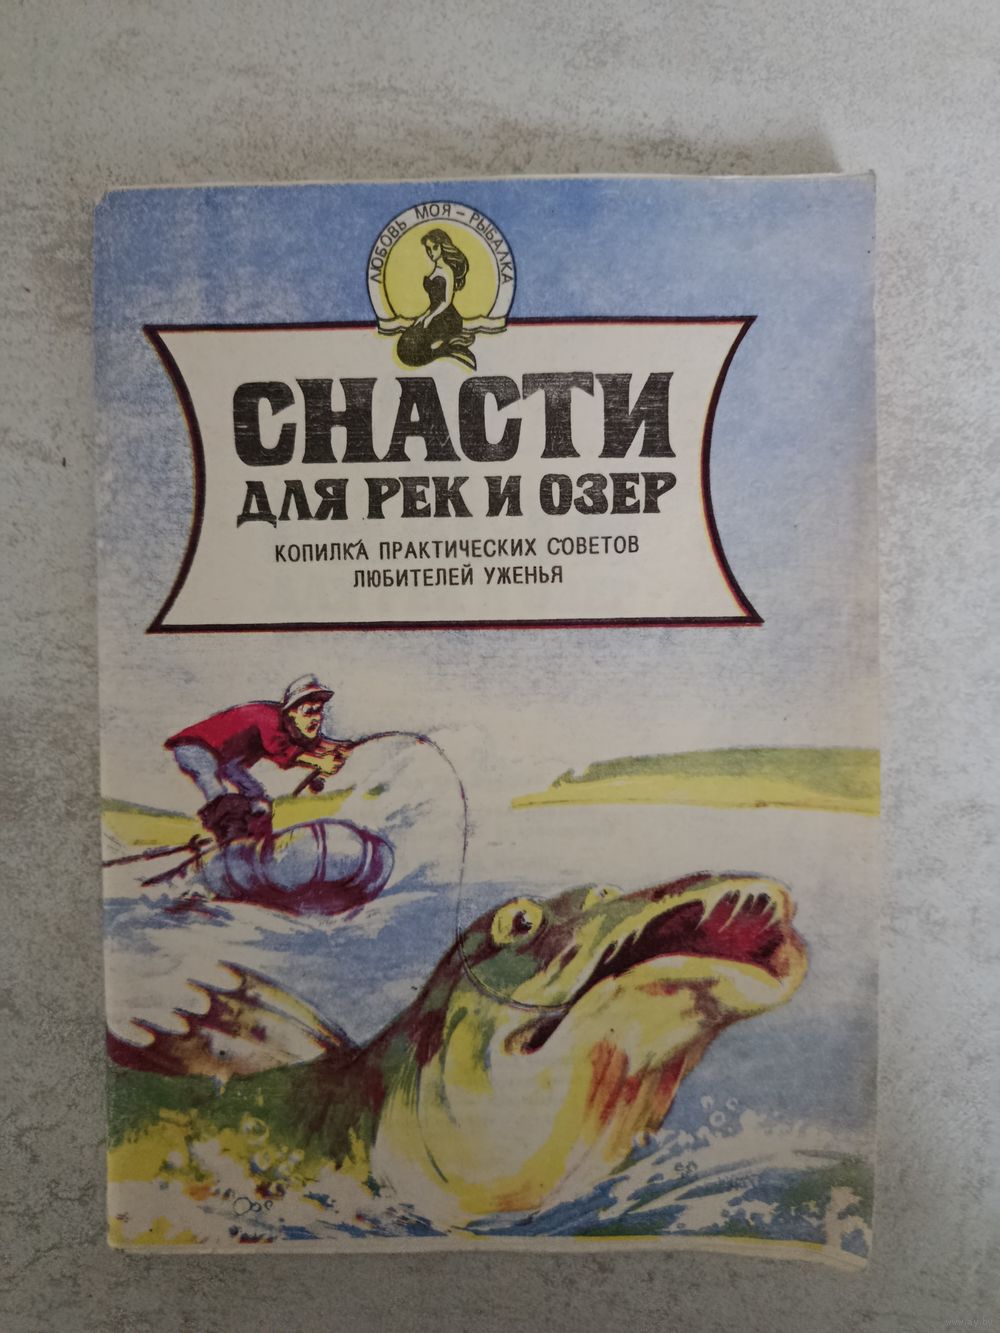 ЛЮБОВЬ МОЯ - РЫБАЛКА
СНАСТИ
ДЛЯ РЕК И ОЗЕР
КОПИЛКА ПРАКТИЧЕСКИХ СОВЕТОВ
ЛЮБИТЕЛЕЙ УЖЕНЬЯ